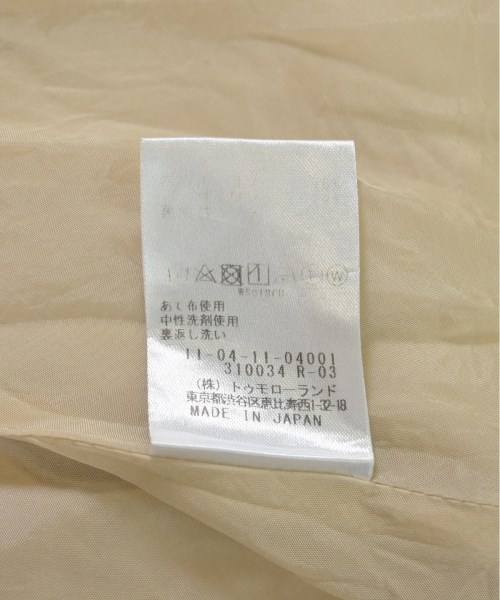 あて布使用
中性洗剤使用
裏返し洗い
11-04-11-04001
310034 R-03
(株) トゥモローランド
東京都渋谷区恵比寿西1-32-18
MADE IN JAPAN